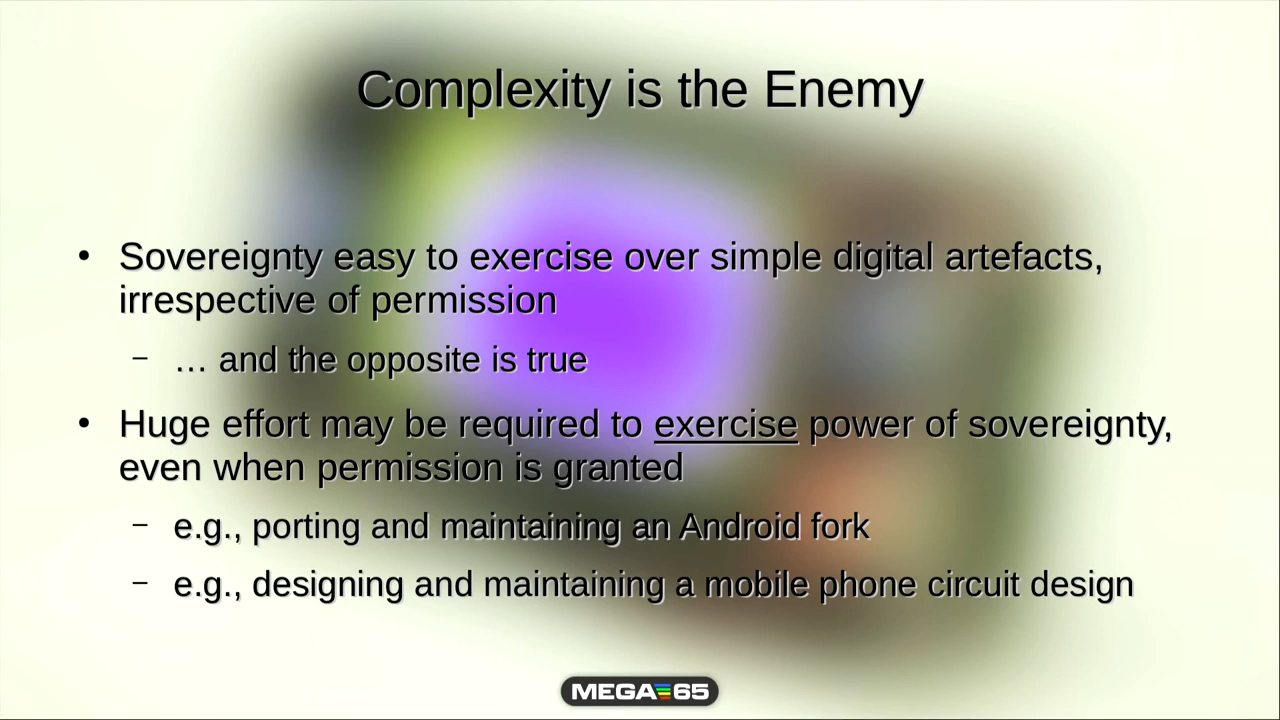 Complexity is the Enemy
• Sovereignty easy to exercise over simple digital artefacts,
irrespective of permission
– … and the opposite is true
• Huge effort may be required to exercise power of sovereignty,
even when permission is granted
– e.g., porting and maintaining an Android fork
– e.g., designing and maintaining a mobile phone circuit design
MEGA 65